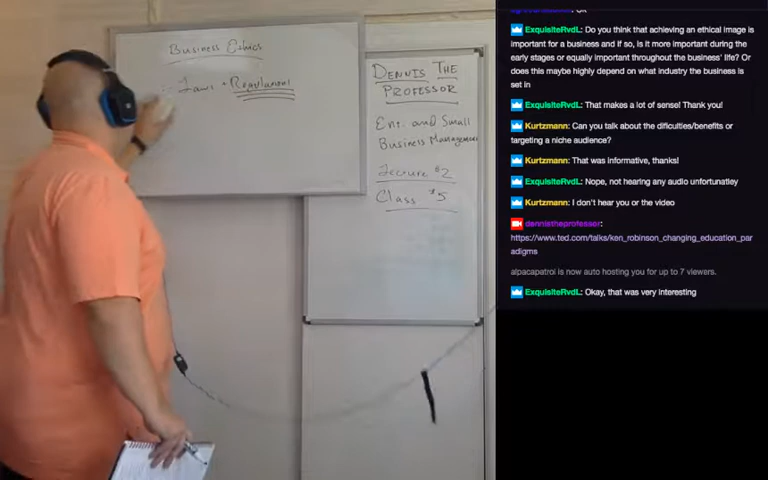 Business Ethics
Laws + Regulations
DENNIS THE
PROFESSOR
Ent. and Small
Business Management
Lecture #2
Class #5
OK
ExquisiteRvdL: Do you think that achieving an ethical image is
important for a business and if so, is it more important during the
early stages or equally important throughout the business' life? Or
does this maybe highly depend on what industry the business is
set in
ExquisiteRvdL: That makes a lot of sense! Thank you!
Kurtzmann: Can you talk about the dificulties/benefits or
targeting a niche audience?
Kurtzmann: That was informative, thanks!
ExquisiteRvdL: Nope, not hearing any audio unfortunatley
Kurtzmann: I don't hear you or the video
dennistheprofessor:
https://www.ted.com/talks/ken_robinson_changing_education_par
adigms
alpacapatrol is now auto hosting you for up to 7 viewers.
ExquisiteRvdL: Okay, that was very interesting